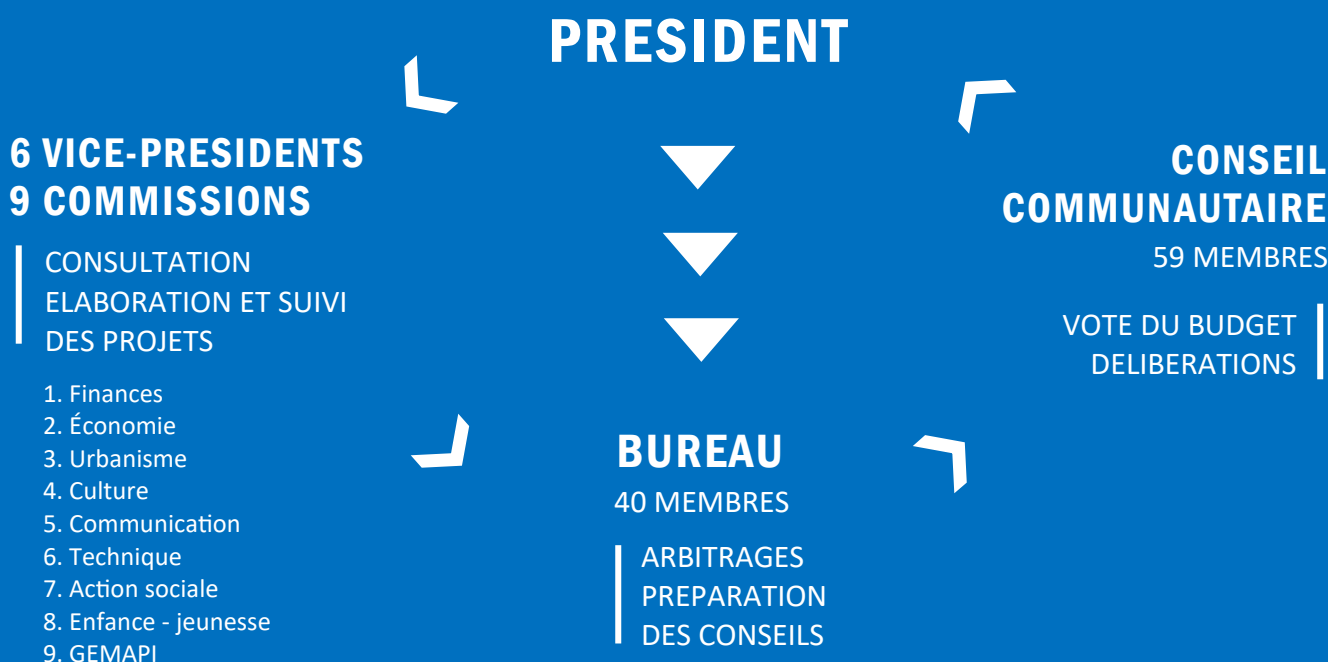 PRESIDENT
6 VICE-PRESIDENTS
9 COMMISSIONS
CONSULTATION
ELABORATION ET SUIVI
DES PROJETS
1. Finances
2. Économie
3. Urbanisme
4. Culture
5. Communication
6. Technique
7. Action sociale
8. Enfance - jeunesse
9. GEMAPI
BUREAU
40 MEMBRES
ARBITRAGES
PREPARATION
DES CONSEILS
CONSEIL
COMMUNAUTAIRE
59 MEMBRES
VOTE DU BUDGET
DELIBERATIONS